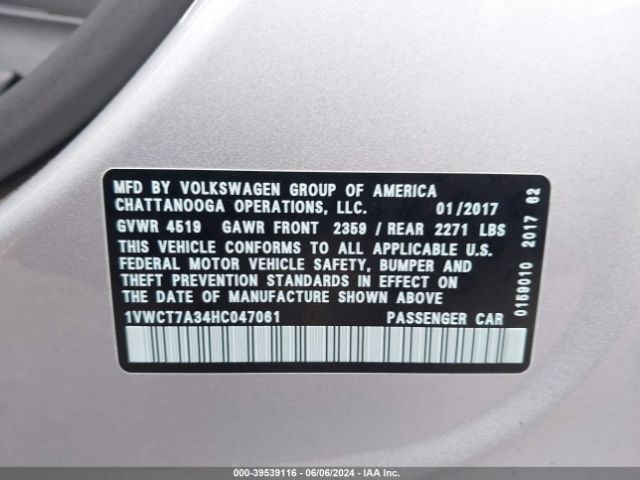 MFD BY VOLKSWAGEN GROUP OF AMERICA
CHATTANOOGA OPERATIONS, LLC. 01/2017
GVWR 4519 GAWR FRONT 2359 / REAR 2271 LBS
THIS VEHICLE CONFORMS TO ALL APPLICABLE U.S.
FEDERAL MOTOR VEHICLE SAFETY, BUMPER AND
THEFT PREVENTION STANDARDS IN EFFECT ON
THE DATE OF MANUFACTURE SHOWN ABOVE
1VWCT7A34HC047061 PASSENGER CAR
0159010 2017 62
000-39539116 - 06/06/2024 - IAA Inc.